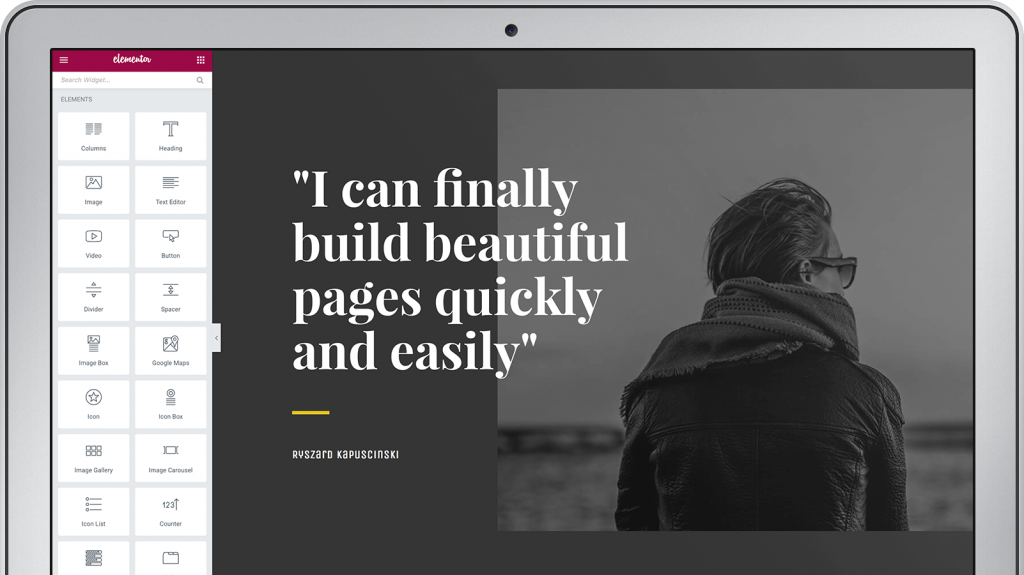 elementor
Search Widget...
ELEMENTS
Columns
Heading
Image
Text Editor
Video
Button
Divider
Spacer
Image Box
Google Maps
Icon
Icon Box
Image Gallery
Image Carousel
Icon List
123
Counter
"I can finally
build beautiful
pages quickly
and easily"
Ryszard Kapuscinski